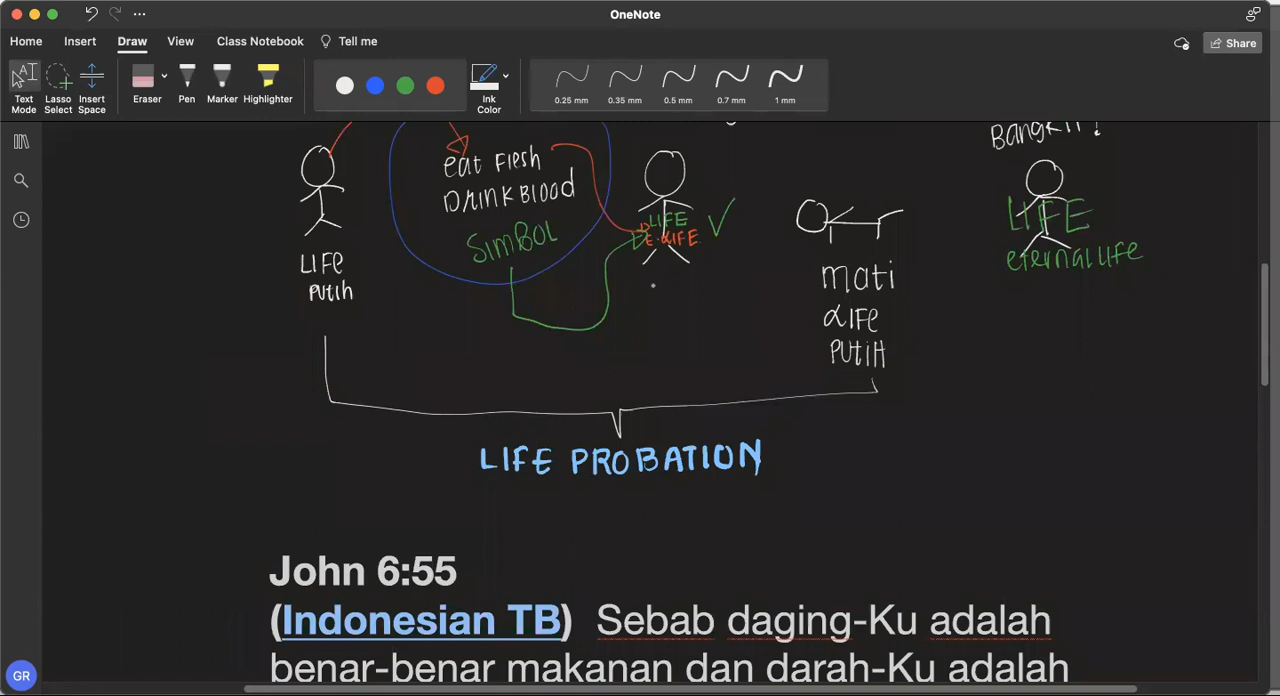 OneNote
Home Insert Draw View Class Notebook Tell me
Share
Text Mode
Lasso Select
Insert Space
Eraser
Pen
Marker
Highlighter
Ink Color
0.25 mm
0.35 mm
0.5 mm
0.7 mm
1 mm
BANGKIT!
eat Flesh
Drink Blood
SIMBOL
LIFE
PUTIH
LIFE
LIFE.
LIFE
eternal LIFE
mati
LIFE
PUTIH
LIFE PROBATION
John 6:55
(Indonesian TB) Sebab daging-Ku adalah
benar-benar makanan dan darah-Ku adalah
GR